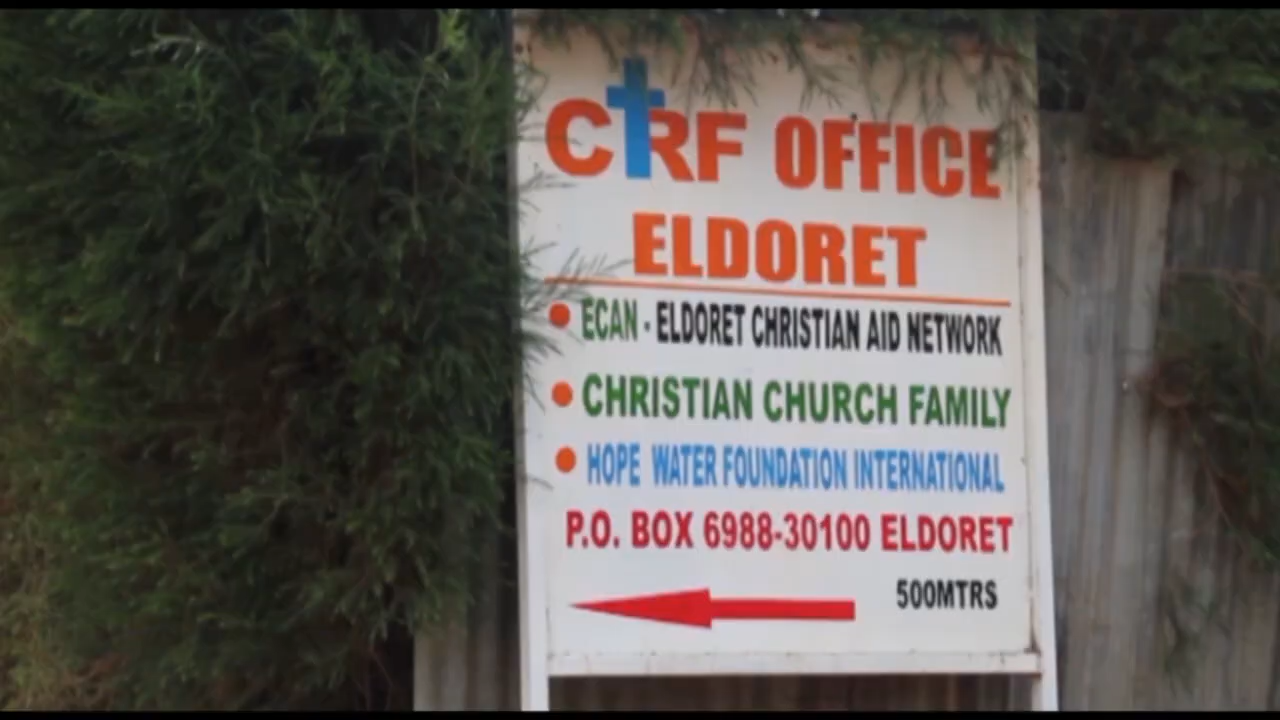 C✝RF OFFICE
ELDORET
• ECAN - ELDORET CHRISTIAN AID NETWORK
• CHRISTIAN CHURCH FAMILY
• HOPE WATER FOUNDATION INTERNATIONAL
P.O. BOX 6988-30100 ELDORET
500MTRS